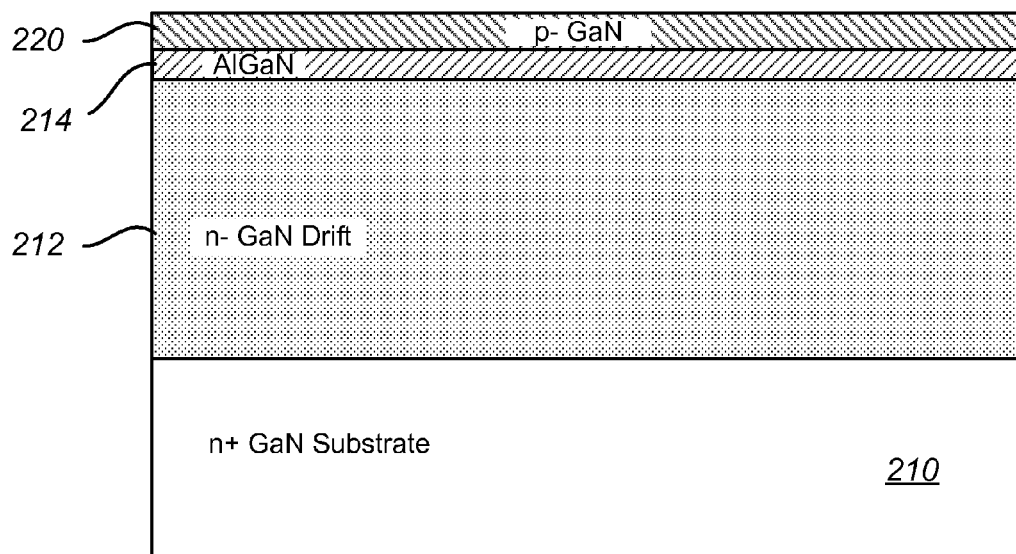 220
p- GaN
AlGaN
214
212
n- GaN Drift
n+ GaN Substrate
210